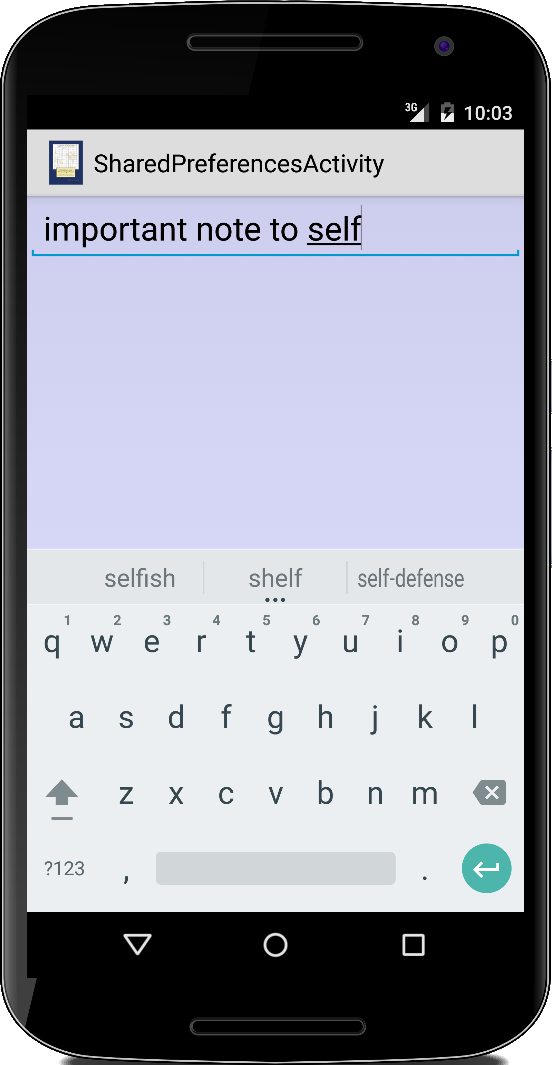 3G 10:03
SharedPreferencesActivity
important note to self
selfish shelf self-defense
1 2 3 4 5 6 7 8 9 0
q w e r t y u i o p
a s d f g h j k l
z x c v b n m
?123 , .